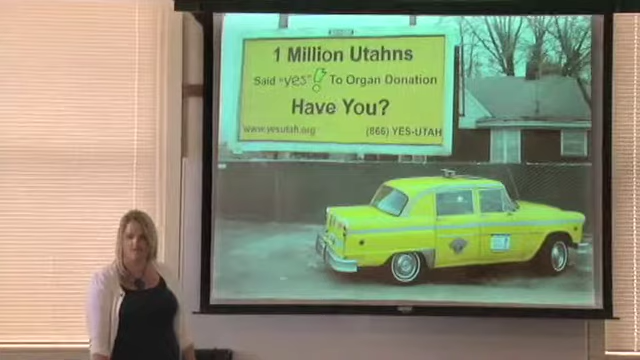 1 Million Utahns
Said "yes!" To Organ Donation
Have You?
www.yesutah.org (866) YES-UTAH